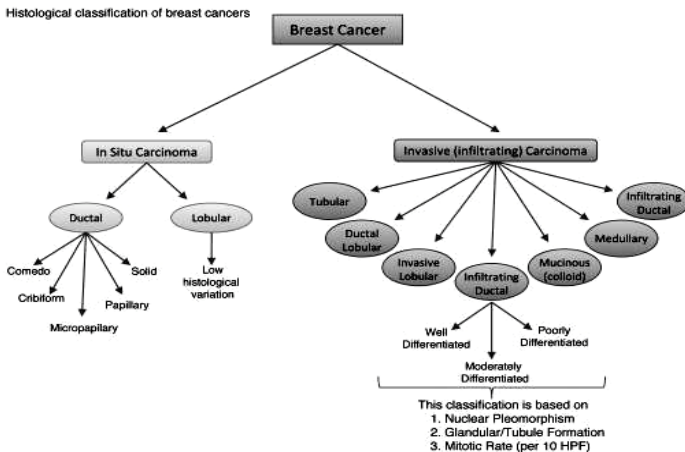 Histological classification of breast cancers
Breast Cancer
In Situ Carcinoma
Invasive (infiltrating) Carcinoma
Ductal
Lobular
Comedo
Cribiform
Micropapilary
Papillary
Solid
Low
histological
variation
Tubular
Ductal
Lobular
Invasive
Lobular
Infiltrating
Ductal
Mucinous
(colloid)
Medullary
Infiltrating
Ductal
Well
Differentiated
Moderately
Differentiated
Poorly
Differentiated
This classification is based on
1. Nuclear Pleomorphism
2. Glandular/Tubule Formation
3. Mitotic Rate (per 10 HPF)